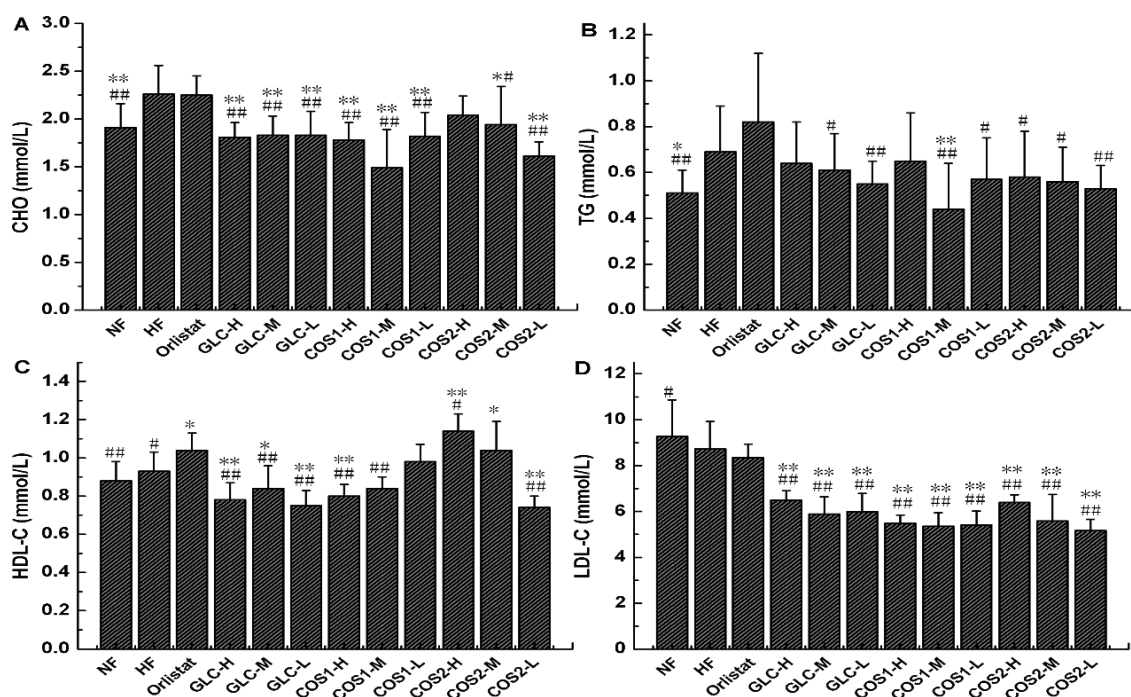 A
CHO (mmol/L)
3.0
2.5
2.0
1.5
1.0
0.5
0.0
**
##
**
##
**
##
**
##
**
##
**
##
**
##
*#
**
##
NF
HF
Orlistat
GLC-H
GLC-M
GLC-L
COS1-H
COS1-M
COS1-L
COS2-H
COS2-M
COS2-L
B
TG (mmol/L)
1.2
1.0
0.8
0.6
0.4
0.2
0.0
*
##
#
##
**
##
#
#
#
##
NF
HF
Orlistat
GLC-H
GLC-M
GLC-L
COS1-H
COS1-M
COS1-L
COS2-H
COS2-M
COS2-L
C
HDL-C (mmol/L)
1.4
1.2
1.0
0.8
0.6
0.4
0.2
0.0
##
#
*
**
##
*
##
**
##
**
##
##
**
#
*
**
##
NF
HF
Orlistat
GLC-H
GLC-M
GLC-L
COS1-H
COS1-M
COS1-L
COS2-H
COS2-M
COS2-L
D
LDL-C (mmol/L)
12
10
8
6
4
2
0
#
**
##
**
##
**
##
**
##
**
##
**
##
**
##
**
##
**
##
NF
HF
Orlistat
GLC-H
GLC-M
GLC-L
COS1-H
COS1-M
COS1-L
COS2-H
COS2-M
COS2-L